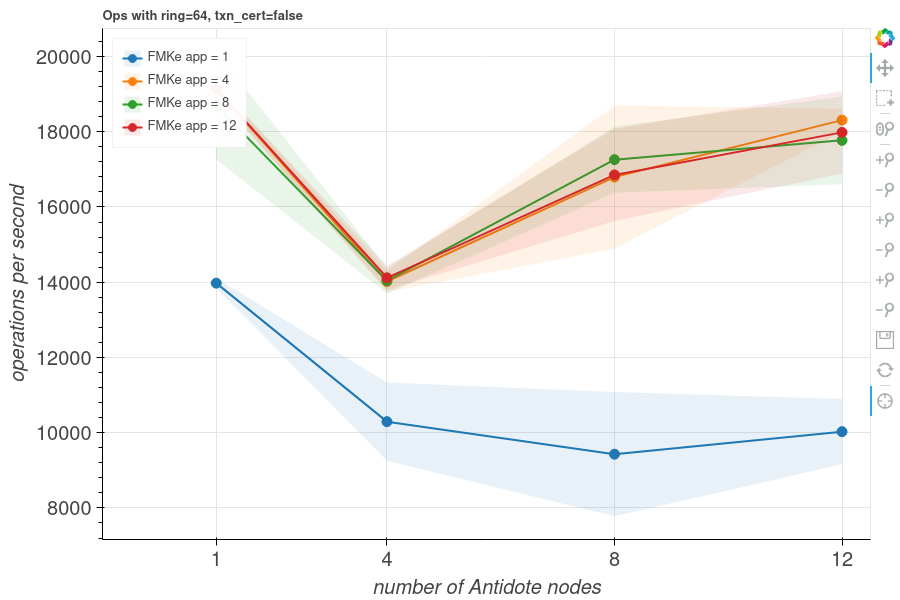 Ops with ring=64, txn_cert=false
FMKe app = 1
FMKe app = 4
FMKe app = 8
FMKe app = 12
operations per second
20000
18000
16000
14000
12000
10000
8000
1 4 8 12
number of Antidote nodes